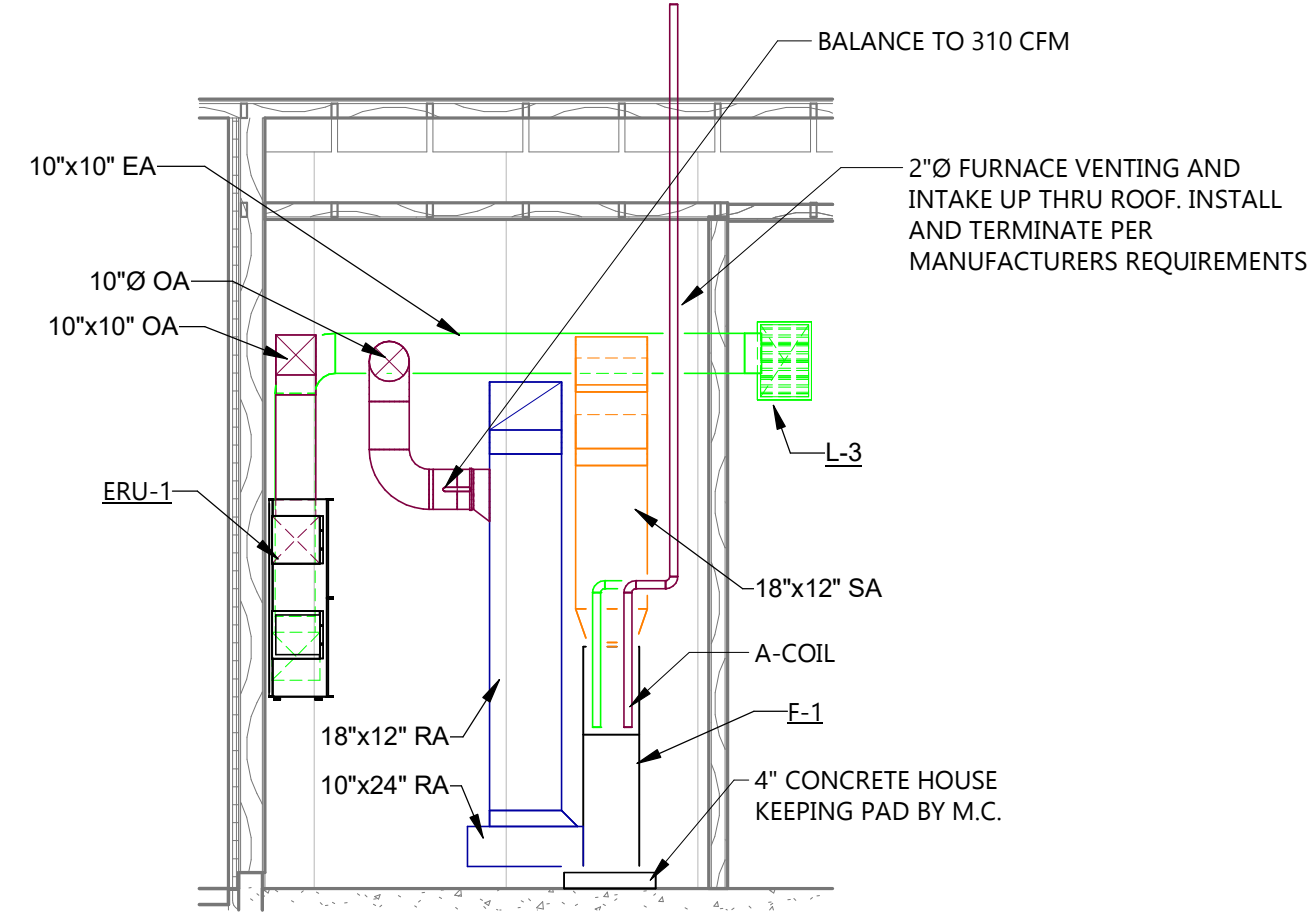 BALANCE TO 310 CFM
10"x10" EA
2"Ø FURNACE VENTING AND
INTAKE UP THRU ROOF. INSTALL
AND TERMINATE PER
MANUFACTURERS REQUIREMENTS
10"Ø OA
10"x10" OA
L-3
ERU-1
18"x12" SA
A-COIL
F-1
18"x12" RA
10"x24" RA
4" CONCRETE HOUSE
KEEPING PAD BY M.C.